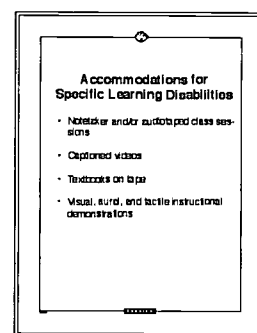 Accommodations for
Specific Learning Disabilities
• Notetaker and/or audiotaped class ses-
sions
• Captioned videos
• Textbooks on tape
• Visual, aural, and tactile instructional
demonstrations